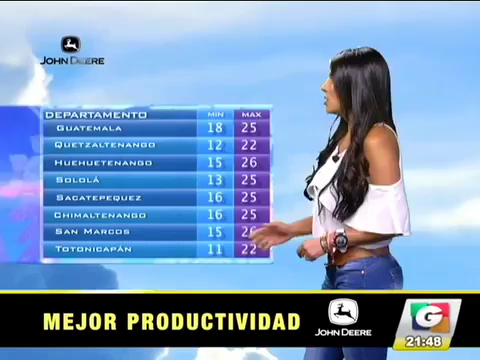 JOHN DEERE
DEPARTAMENTO MIN MAX
GUATEMALA 18 25
QUETZALTENANGO 12 22
HUEHUETENANGO 15 26
SOLOLÁ 13 25
SACATEPEQUEZ 16 25
CHIMALTENANGO 16 25
SAN MARCOS 15 26
TOTONICAPÁN 11 22
MEJOR PRODUCTIVIDAD JOHN DEERE
G
21:48